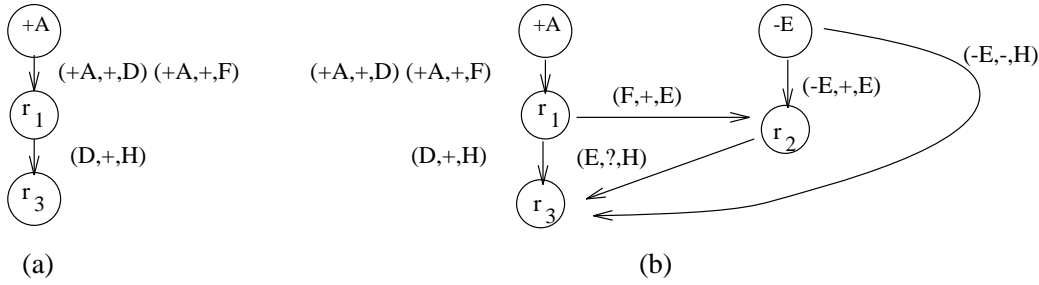 +A
(+A,+,D) (+A,+,F)
r1
(D,+,H)
r3
(a)
+A
-E
(+A,+,D) (+A,+,F)
(-E,-,H)
(F,+,E)
(-E,+,E)
r1
r2
(D,+,H)
(E,?,H)
r3
(b)